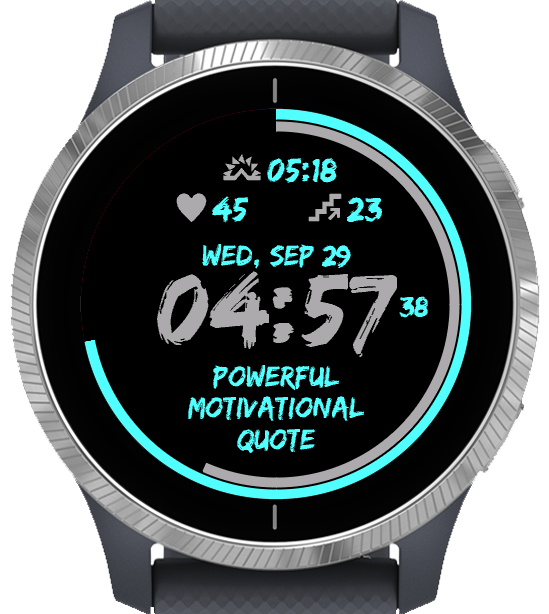 05:18
45 23
WED, SEP 29
04:57 38
POWERFUL
MOTIVATIONAL
QUOTE